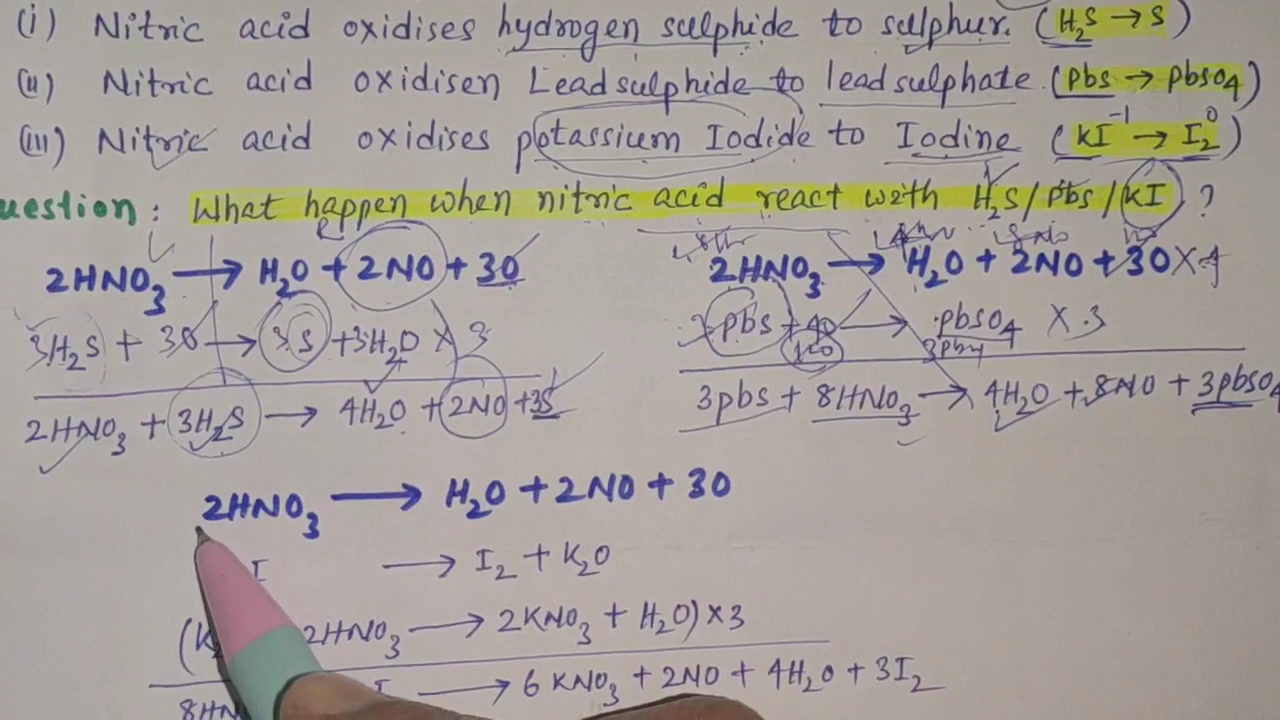 (i) Nitric acid oxidises hydrogen sulphide to sulphur. (H₂S → S)
(ii) Nitric acid oxidisen Lead sulphide to lead sulphate. (pbs → pbSO₄)
(iii) Nitric acid oxidises potassium Iodide to Iodine (KI⁻¹ → I₂⁰)
uestion: What happen when nitric acid react with H₂S/pbs/KI ?
2HNO₃ → H₂O + 2NO + 3O
3H₂S + 3O → 3S + 3H₂O × 3
2HNO₃ + 3H₂S → 4H₂O + 2NO + 3S
2HNO₃ → H₂O + 2NO + 3O × 4
pbs + 4O → pbSO₄ × 3
3pbs + 8HNO₃ → 4H₂O + 8NO + 3pbSO₄
2HNO₃ → H₂O + 2NO + 3O
I → I₂ + K₂O
(K 2HNO₃ → 2KNO₃ + H₂O) × 3
8HN I → 6KNO₃ + 2NO + 4H₂O + 3I₂